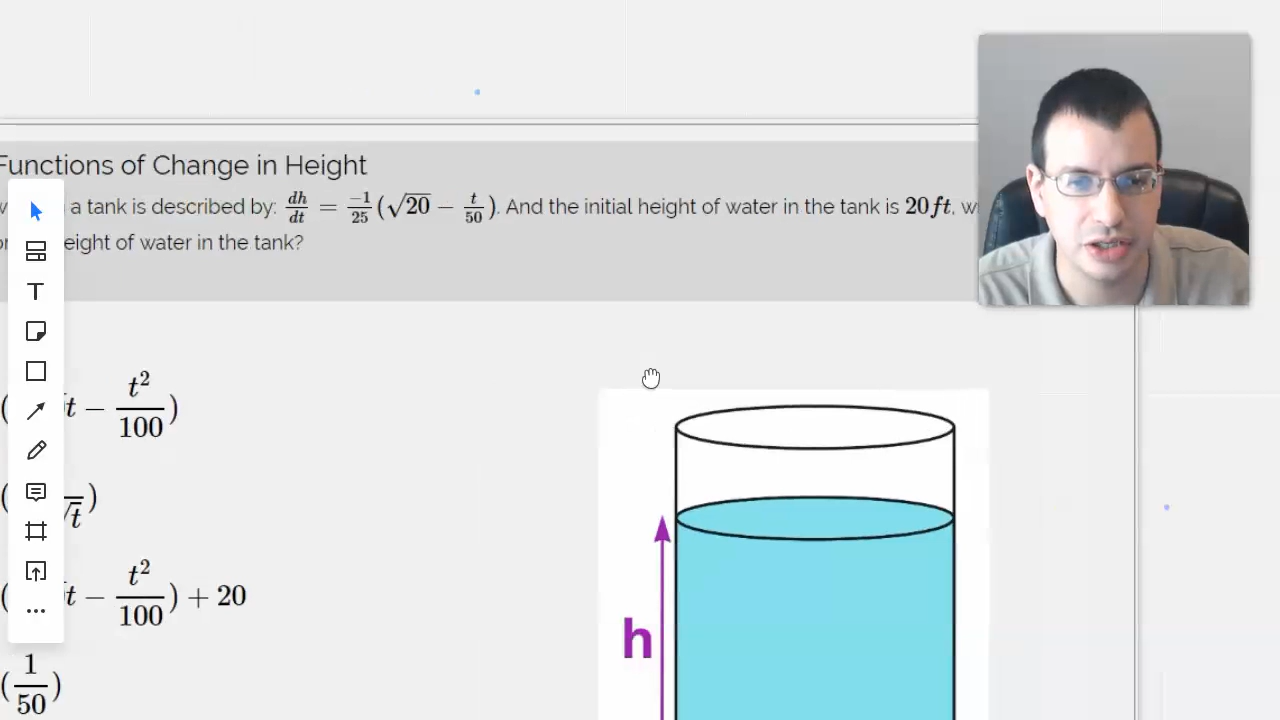 Functions of Change in Height
a tank is described by: dh/dt = -1/25(√20 − t/50). And the initial height of water in the tank is 20ft,
eight of water in the tank?
t − t²/100)
√t)
T
t − t²/100) + 20
h
(1/50)